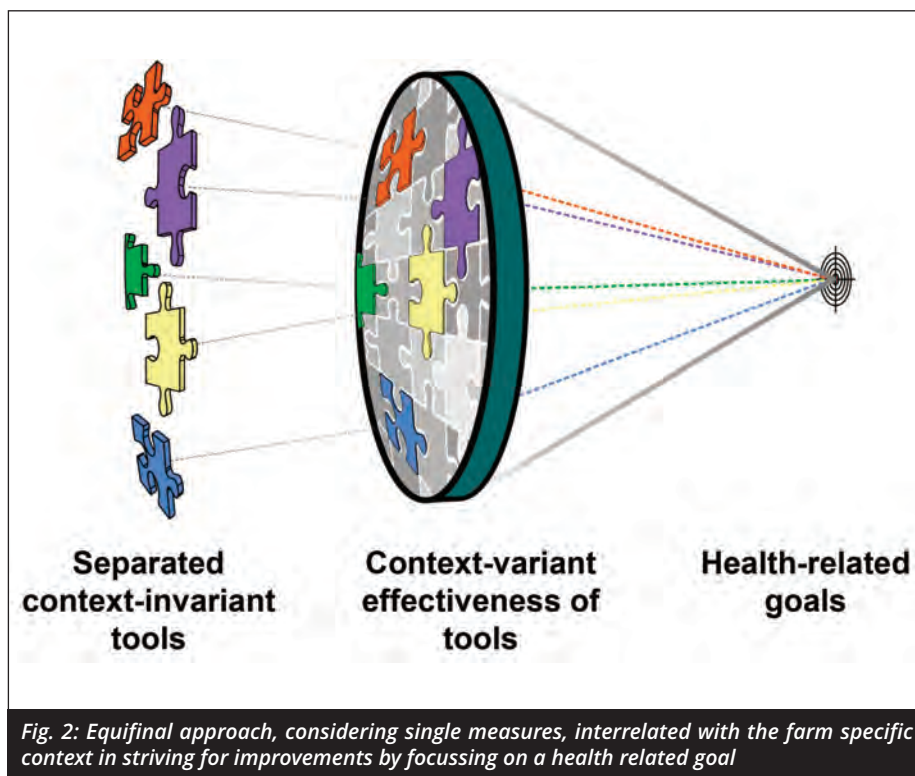 Separated
context-invariant
tools
Context-variant
effectiveness of
tools
Health-related
goals
Fig. 2: Equifinal approach, considering single measures, interrelated with the farm specific
context in striving for improvements by focussing on a health related goal